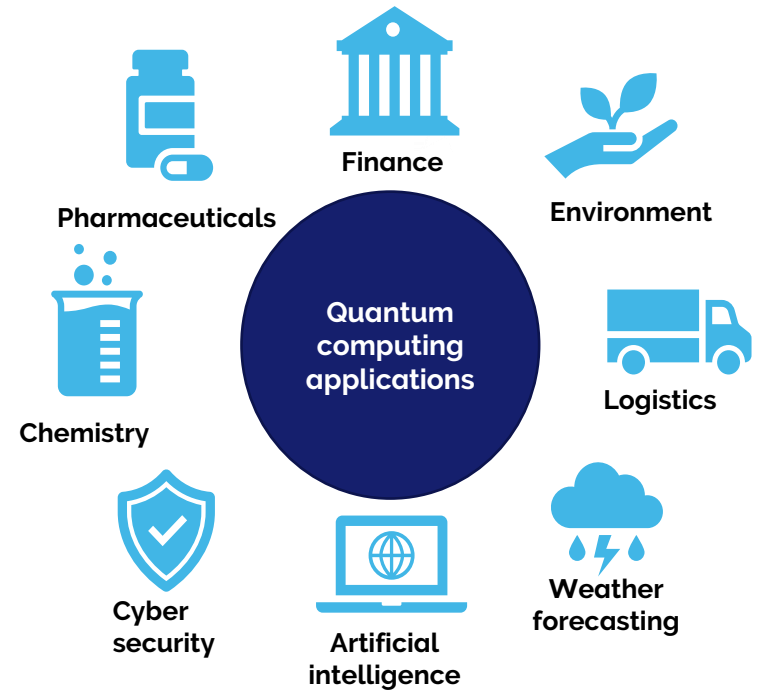 Finance
Pharmaceuticals
Environment
Quantum
computing
applications
Logistics
Chemistry
Weather
forecasting
Cyber
security
Artificial
intelligence